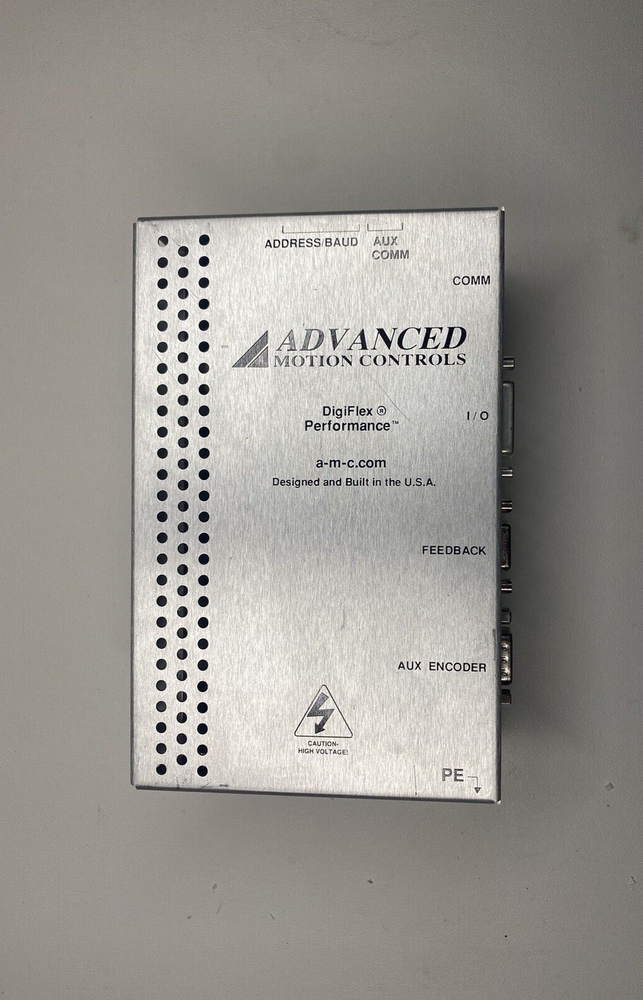 ADDRESS/BAUD
AUX
COMM
COMM
ADVANCED
MOTION CONTROLS
DigiFlex ®
Performance™
I/O
a-m-c.com
Designed and Built in the U.S.A.
FEEDBACK
AUX ENCODER
CAUTION-
HIGH VOLTAGE!
PE